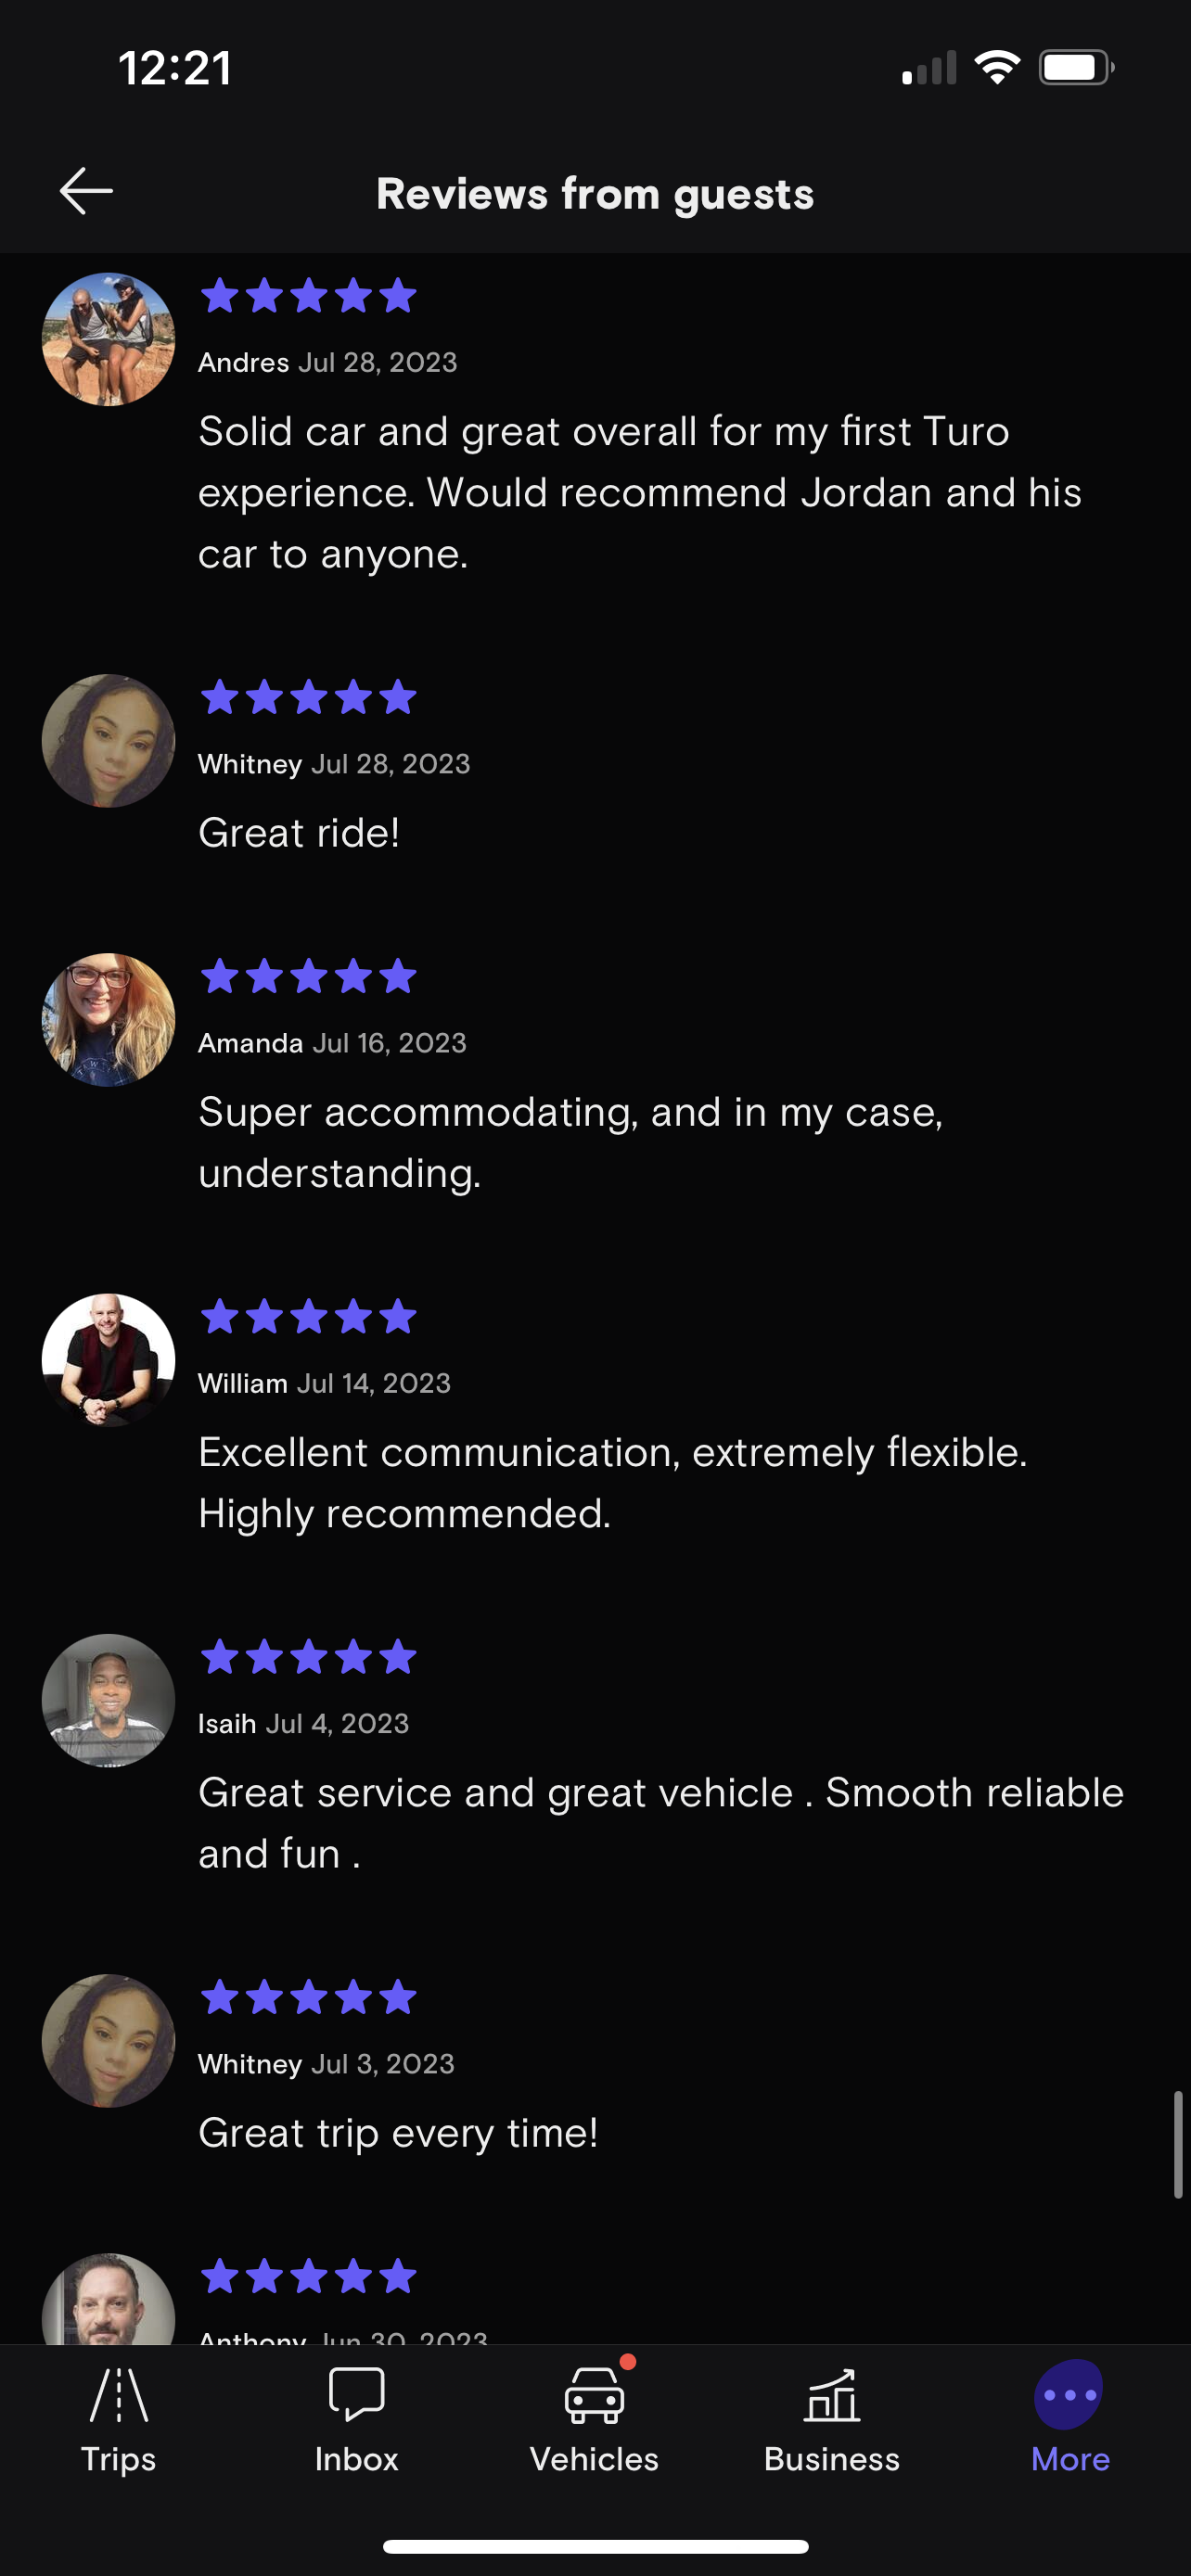 12:21
Reviews from guests
Andres Jul 28, 2023
Solid car and great overall for my first Turo
experience. Would recommend Jordan and his
car to anyone.
Whitney Jul 28, 2023
Great ride!
Amanda Jul 16, 2023
Super accommodating, and in my case,
understanding.
William Jul 14, 2023
Excellent communication, extremely flexible.
Highly recommended.
Isaih Jul 4, 2023
Great service and great vehicle . Smooth reliable
and fun .
Whitney Jul 3, 2023
Great trip every time!
Anthony Jun 30, 2023
Trips
Inbox
Vehicles
Business
More